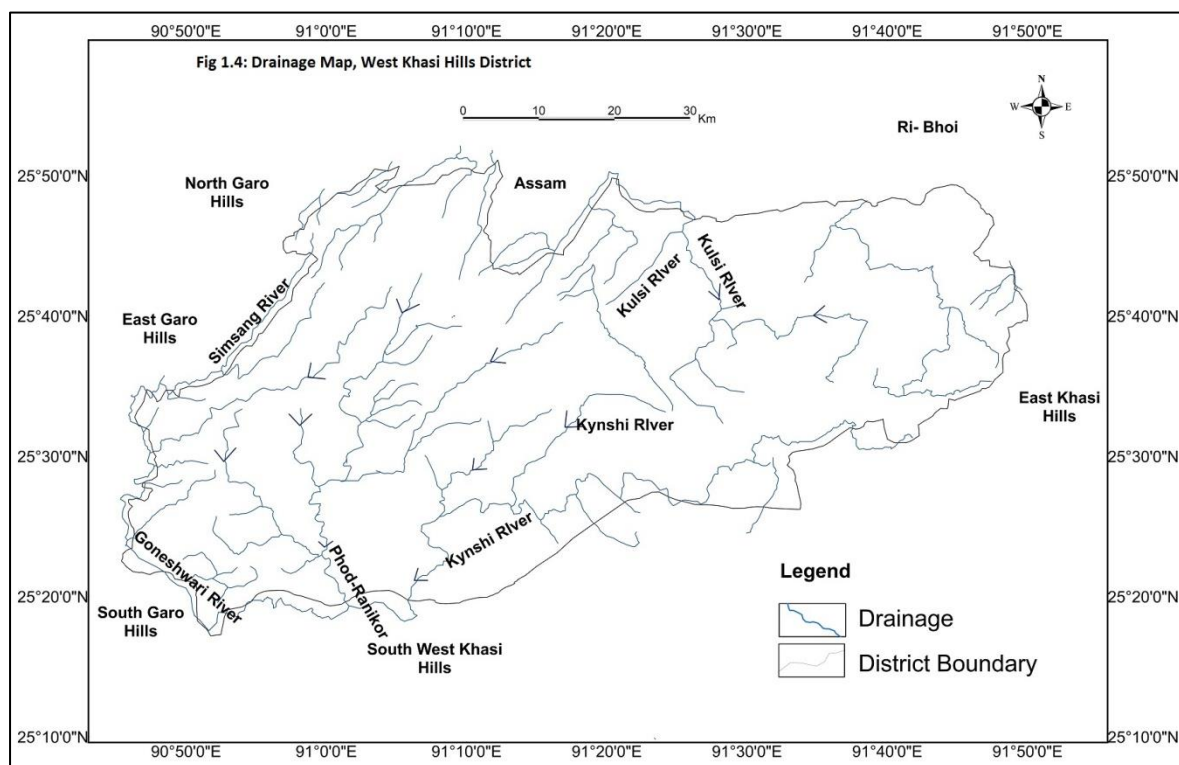 90°50'0"E 91°0'0"E 91°10'0"E 91°20'0"E 91°30'0"E 91°40'0"E 91°50'0"E
Fig 1.4: Drainage Map, West Khasi Hills District
N
W E
S
0 10 20 30
Km
Ri- Bhoi
25°50'0"N 25°50'0"N
North Garo
Hills
Assam
Kulsi RIver
Kulsi RIver
Simsang River
25°40'0"N 25°40'0"N
East Garo
Hills
East Khasi
Hills
Kynshi RIver
25°30'0"N 25°30'0"N
Kynshi RIver
Goneshwari River
Phod-Ranikor
Legend
25°20'0"N 25°20'0"N
South Garo
Hills
Drainage
South West Khasi
Hills
District Boundary
25°10'0"N 25°10'0"N
90°50'0"E 91°0'0"E 91°10'0"E 91°20'0"E 91°30'0"E 91°40'0"E 91°50'0"E